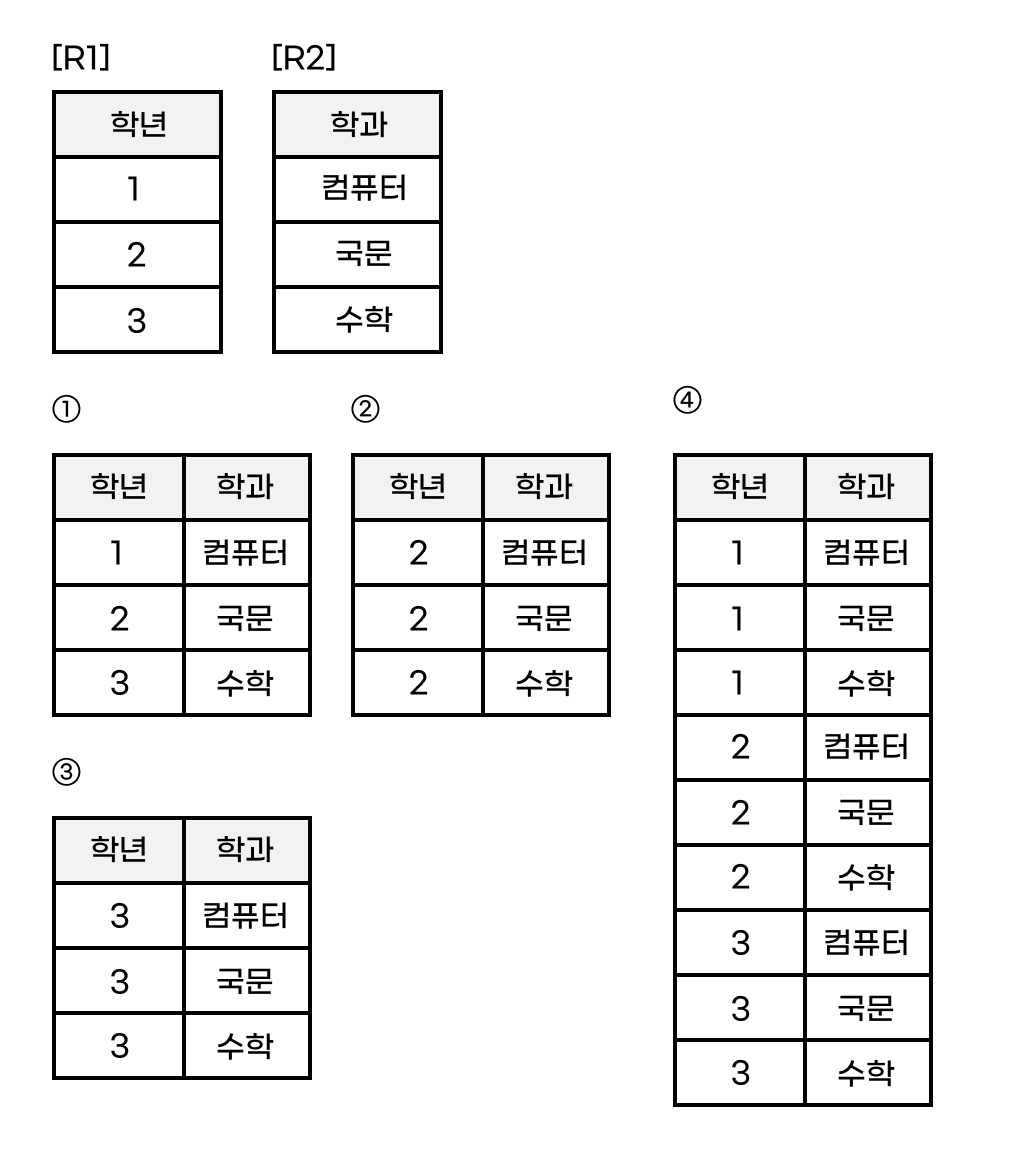 [R1] [R2]
학년 학과
1 컴퓨터
2 국문
3 수학
① ② ④
학년 학과 학년 학과 학년 학과
1 컴퓨터 2 컴퓨터 1 컴퓨터
2 국문 2 국문 1 국문
3 수학 2 수학 1 수학
2 컴퓨터
③
2 국문
학년 학과 2 수학
3 컴퓨터 3 컴퓨터
3 국문 3 국문
3 수학 3 수학